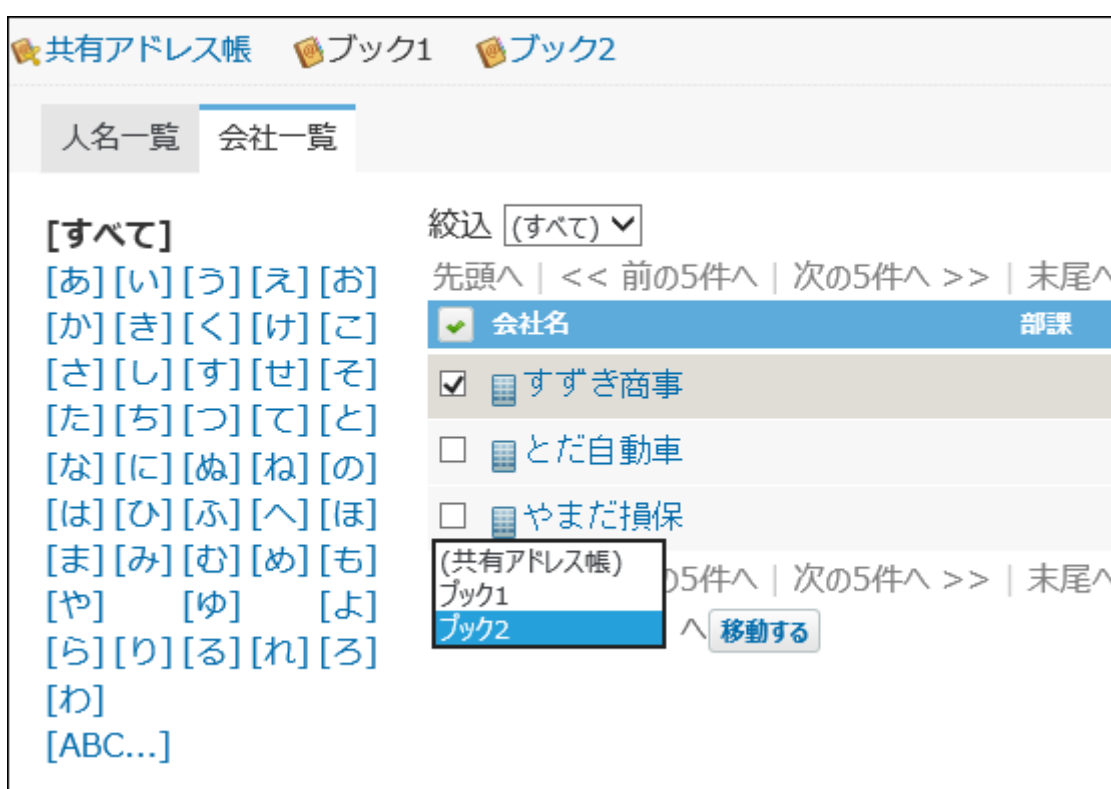 共有アドレス帳 ブック1 ブック2
人名一覧 会社一覧
[すべて]
[あ] [い] [う] [え] [お]
[か] [き] [く] [け] [こ]
[さ] [し] [す] [せ] [そ]
[た] [ち] [つ] [て] [と]
[な] [に] [ぬ] [ね] [の]
[は] [ひ] [ふ] [へ] [ほ]
[ま] [み] [む] [め] [も]
[や] [ゆ] [よ]
[ら] [り] [る] [れ] [ろ]
[わ]
[ABC...]
絞込 (すべて)
先頭へ | << 前の5件へ | 次の5件へ >> | 末尾へ
会社名 部課
すずき商事
とだ自動車
やまだ損保
の5件へ | 次の5件へ >> | 末尾へ
(共有アドレス帳)
ブック1
ブック2
へ 移動する